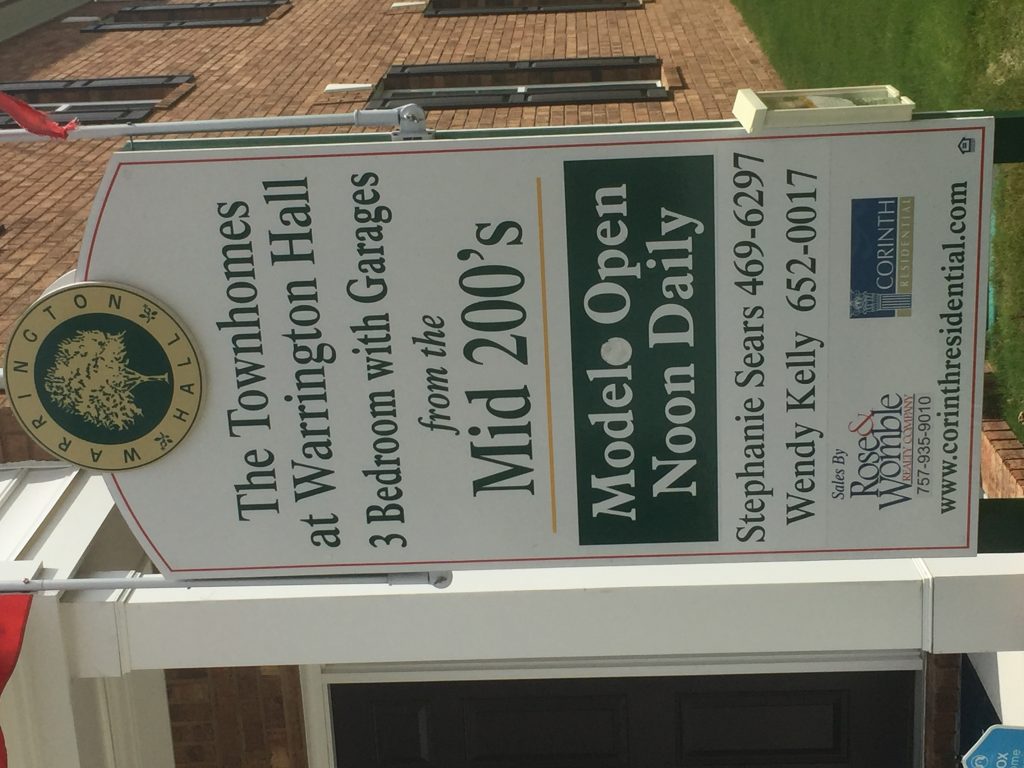 WARRINGTON HALL
The Townhomes
at Warrington Hall
3 Bedroom with Garages
from the
Mid 200's
Model Open
Noon Daily
Stephanie Sears 469-6297
Wendy Kelly 652-0017
Sales By
Rose &
Womble
REALTY COMPANY
757-935-9010
CORINTH
RESIDENTIAL
www.corinthresidential.com